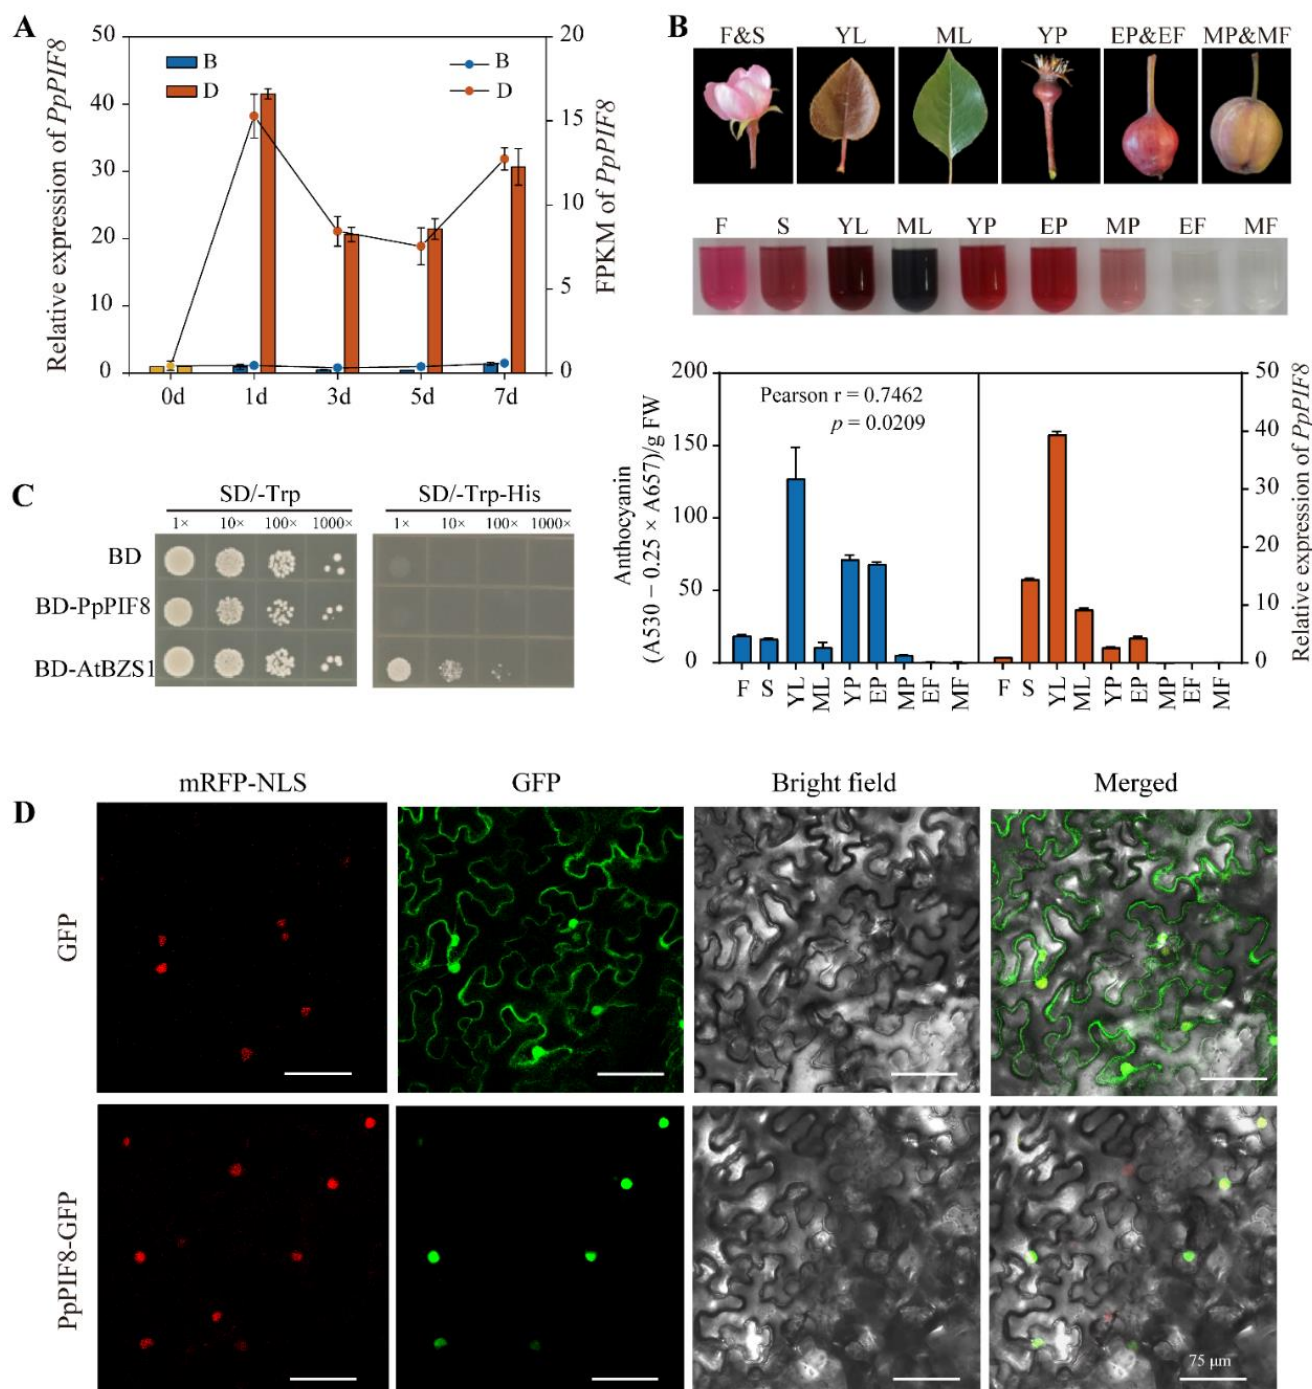 A
Relative expression of PpPIF8
50
40
30
20
10
0
B
D
B
D
20
15
10
5
0
FPKM of PpPIF8
0d 1d 3d 5d 7d
B
F&S YL ML YP EP&EF MP&MF
F S YL ML YP EP MP EF MF
Anthocyanin
(A530 – 0.25 × A657)/g FW
200
150
100
50
0
Pearson r = 0.7462
p = 0.0209
50
40
30
20
10
0
Relative expression of PpPIF8
F S YL ML YP EP MP EF MF F S YL ML YP EP MP EF MF
C
SD/-Trp SD/-Trp-His
1× 10× 100× 1000× 1× 10× 100× 1000×
BD
BD-PpPIF8
BD-AtBZS1
D
mRFP-NLS GFP Bright field Merged
GFP
PpPIF8-GFP
75 μm